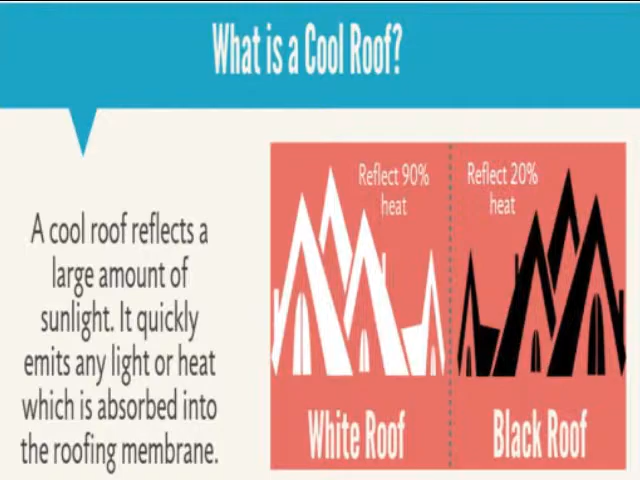 What is a Cool Roof?
A cool roof reflects a
large amount of
sunlight. It quickly
emits any light or heat
which is absorbed into
the roofing membrane.
Reflect 90%
heat
White Roof
Reflect 20%
heat
Black Roof